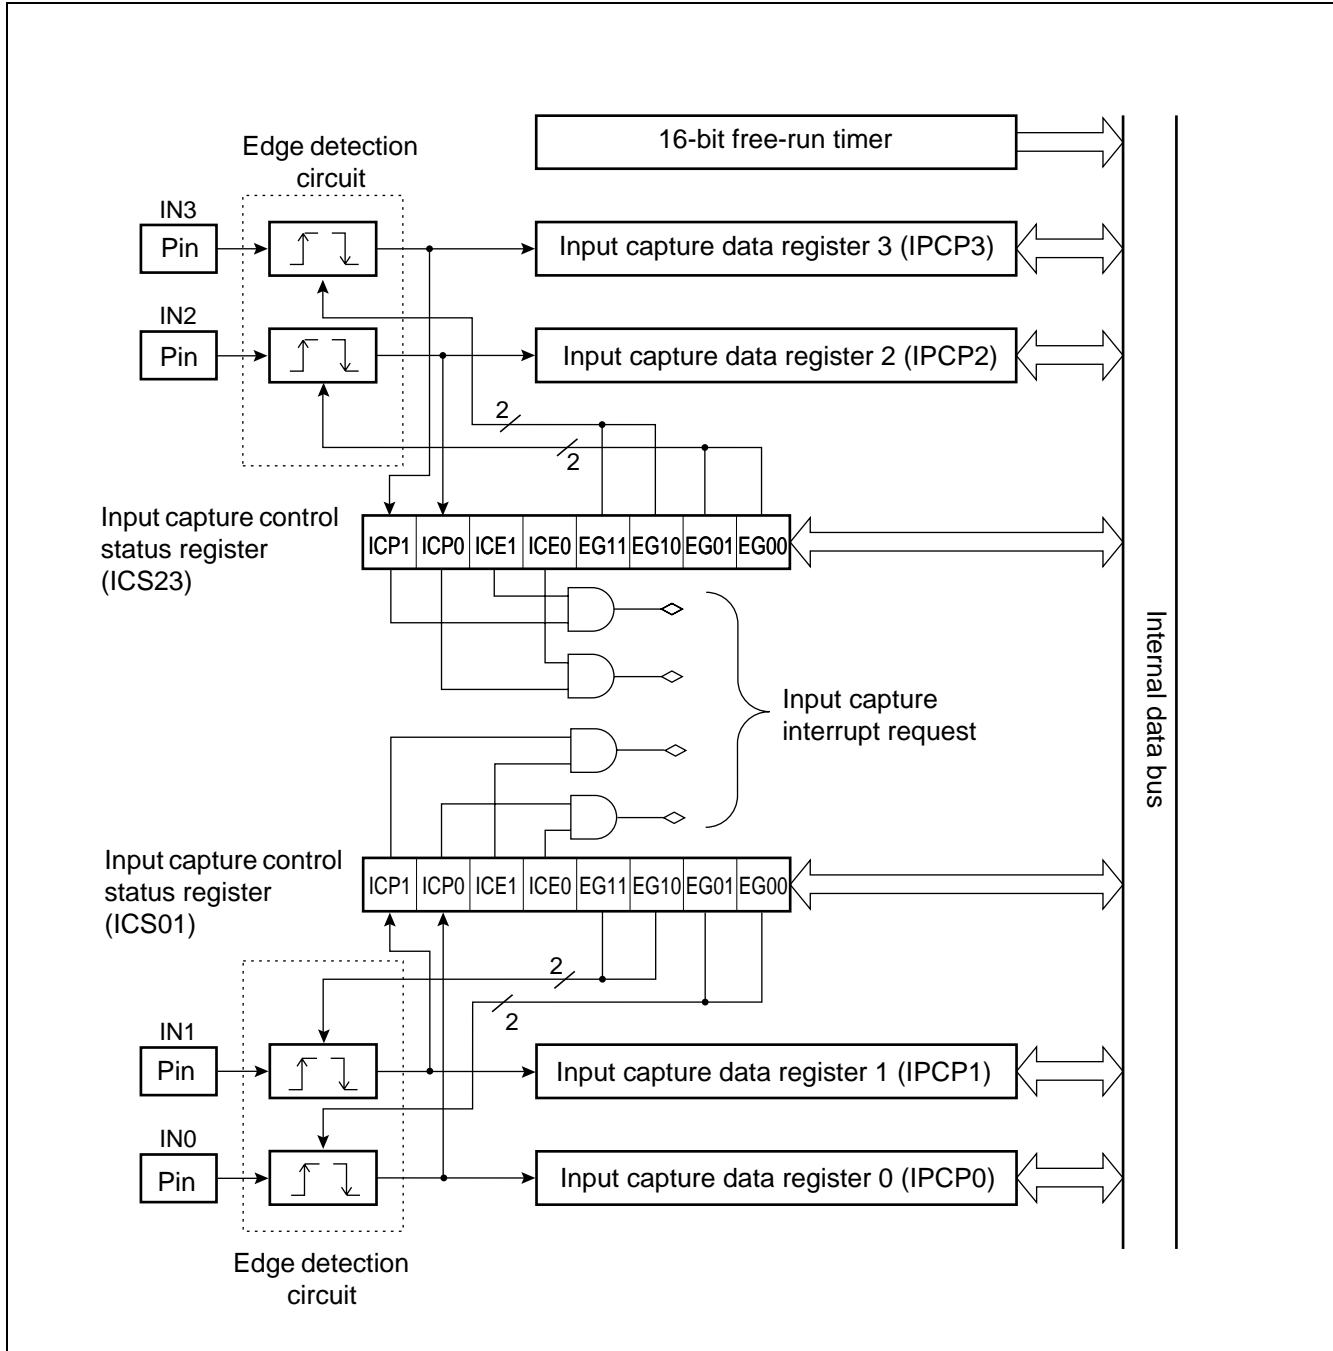 16-bit free-run timer
Edge detection
circuit
IN3
Pin
Input capture data register 3 (IPCP3)
IN2
Pin
Input capture data register 2 (IPCP2)
2
2
Input capture control
status register
(ICS23)
ICP1 ICP0 ICE1 ICE0 EG11 EG10 EG01 EG00
Internal data bus
Input capture
interrupt request
Input capture control
status register
(ICS01)
ICP1 ICP0 ICE1 ICE0 EG11 EG10 EG01 EG00
2
2
IN1
Pin
Input capture data register 1 (IPCP1)
IN0
Pin
Input capture data register 0 (IPCP0)
Edge detection
circuit